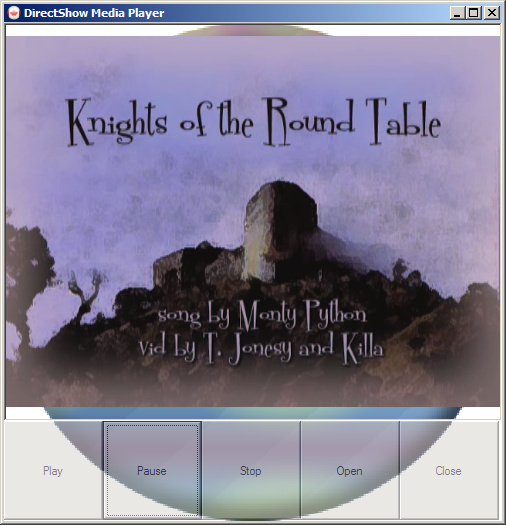 DirectShow Media Player
Knights of the Round Table
song by Monty Python
vid by T. Jonesy and Killa
Play Pause Stop Open Close